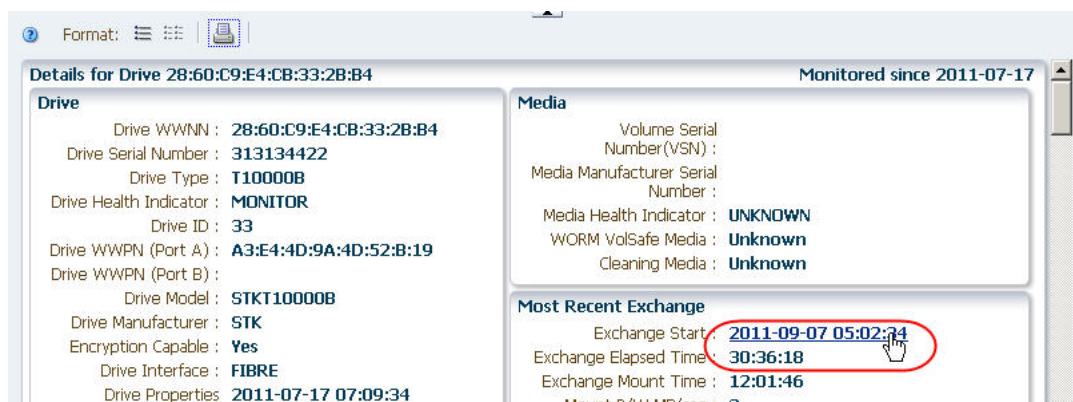 Format:
Details for Drive 28:60:C9:E4:CB:33:2B:B4 Monitored since 2011-07-17
Drive
Drive WWNN : 28:60:C9:E4:CB:33:2B:B4
Drive Serial Number : 313134422
Drive Type : T10000B
Drive Health Indicator : MONITOR
Drive ID : 33
Drive WWPN (Port A) : A3:E4:4D:9A:4D:52:B:19
Drive WWPN (Port B) :
Drive Model : STKT10000B
Drive Manufacturer : STK
Encryption Capable : Yes
Drive Interface : FIBRE
Drive Properties 2011-07-17 07:09:34
Media
Volume Serial
Number(VSN) :
Media Manufacturer Serial
Number :
Media Health Indicator : UNKNOWN
WORM VolSafe Media : Unknown
Cleaning Media : Unknown
Most Recent Exchange
Exchange Start : 2011-09-07 05:02:34
Exchange Elapsed Time : 30:36:18
Exchange Mount Time : 12:01:46